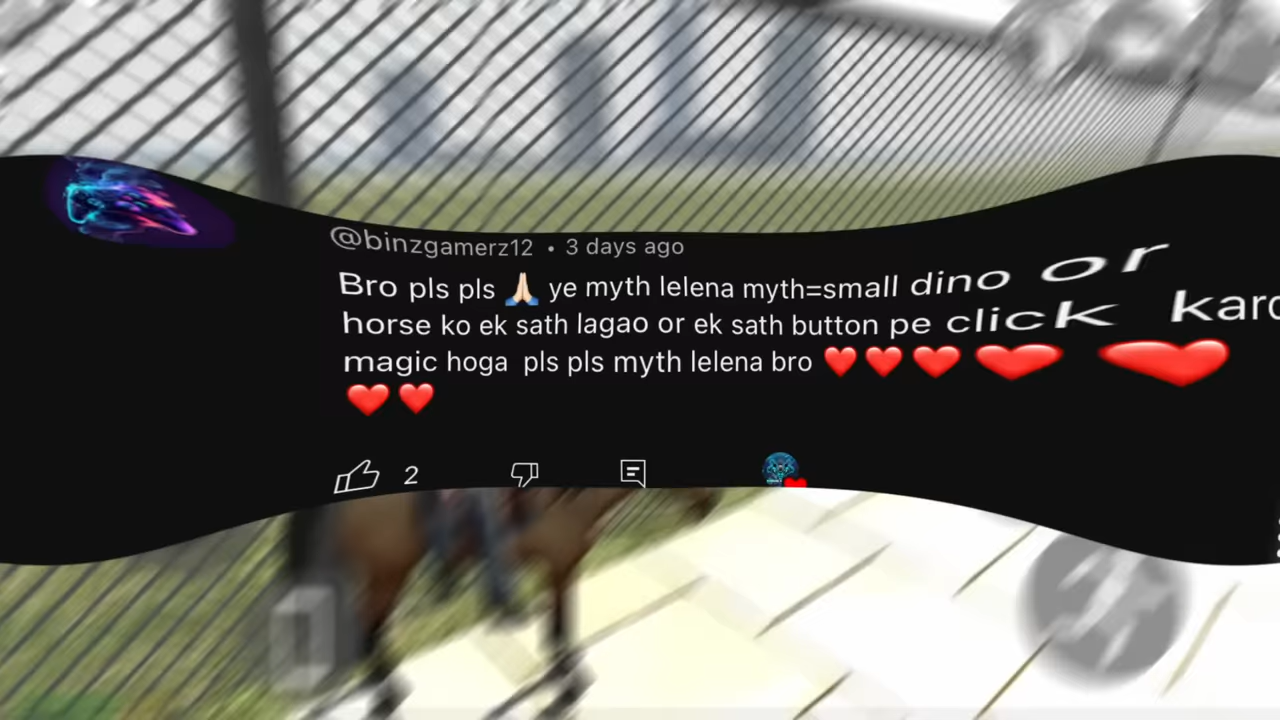 @binzgamerz12 • 3 days ago
Bro pls pls 🙏🏻 ye myth lelena myth=small dino or
horse ko ek sath lagao or ek sath button pe click
magic hoga pls pls myth lelena bro ❤️❤️❤️❤️❤️
❤️❤️
2